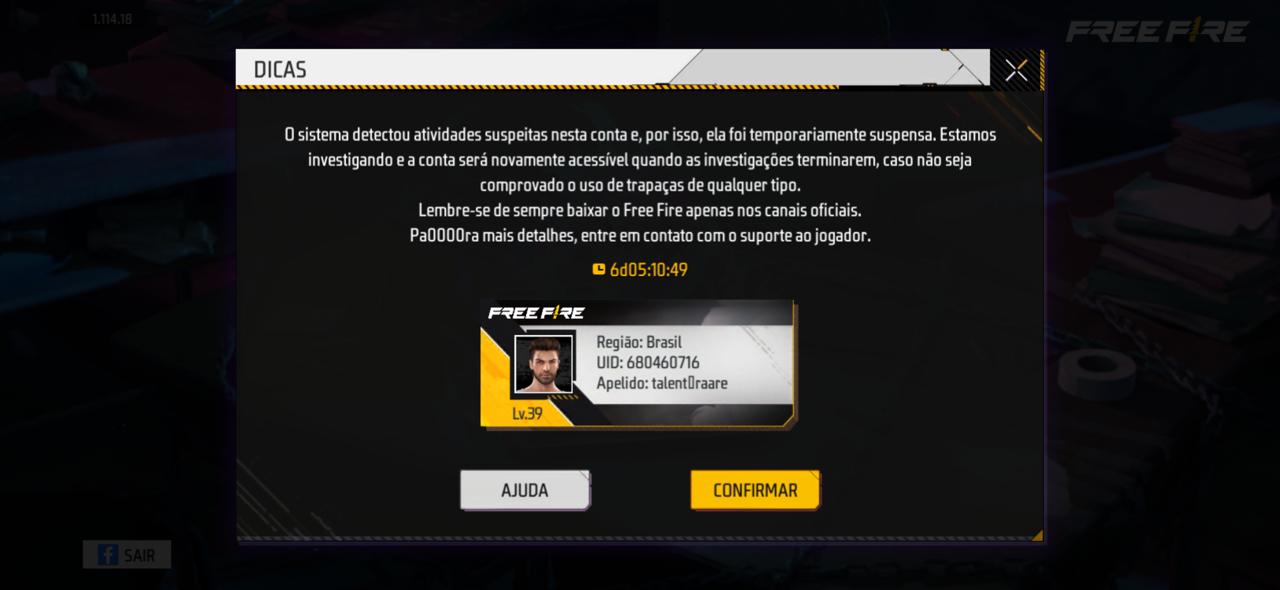 1.114.18
FREE FIRE
DICAS
O sistema detectou atividades suspeitas nesta conta e, por isso, ela foi temporariamente suspensa. Estamos
investigando e a conta será novamente acessível quando as investigações terminarem, caso não seja
comprovado o uso de trapaças de qualquer tipo.
Lembre-se de sempre baixar o Free Fire apenas nos canais oficiais.
Pa0000ra mais detalhes, entre em contato com o suporte ao jogador.
6d05:10:49
FREE FIRE
Região: Brasil
UID: 680460716
Apelido: talent▯raare
Lv.39
AJUDA
CONFIRMAR
SAIR